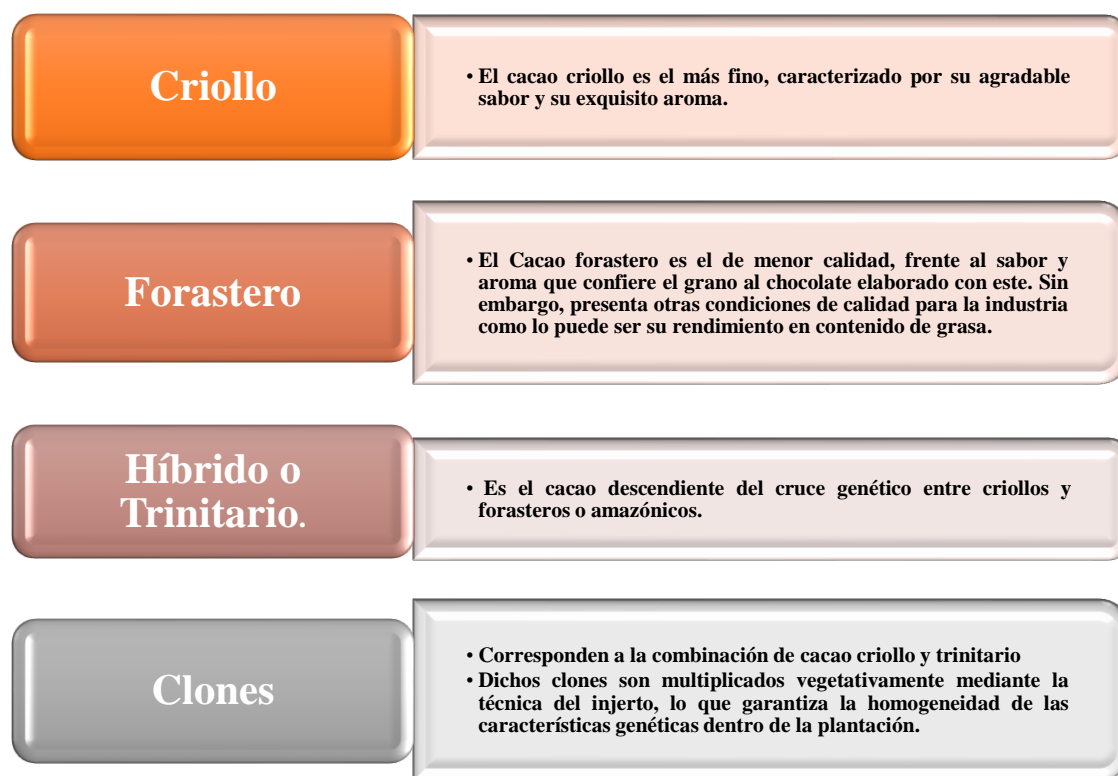 Criollo
• El cacao criollo es el más fino, caracterizado por su agradable
sabor y su exquisito aroma.
Forastero
• El Cacao forastero es el de menor calidad, frente al sabor y
aroma que confiere el grano al chocolate elaborado con este. Sin
embargo, presenta otras condiciones de calidad para la industria
como lo puede ser su rendimiento en contenido de grasa.
Híbrido o
Trinitario.
• Es el cacao descendiente del cruce genético entre criollos y
forasteros o amazónicos.
Clones
• Corresponden a la combinación de cacao criollo y trinitario
• Dichos clones son multiplicados vegetativamente mediante la
técnica del injerto, lo que garantiza la homogeneidad de las
características genéticas dentro de la plantación.